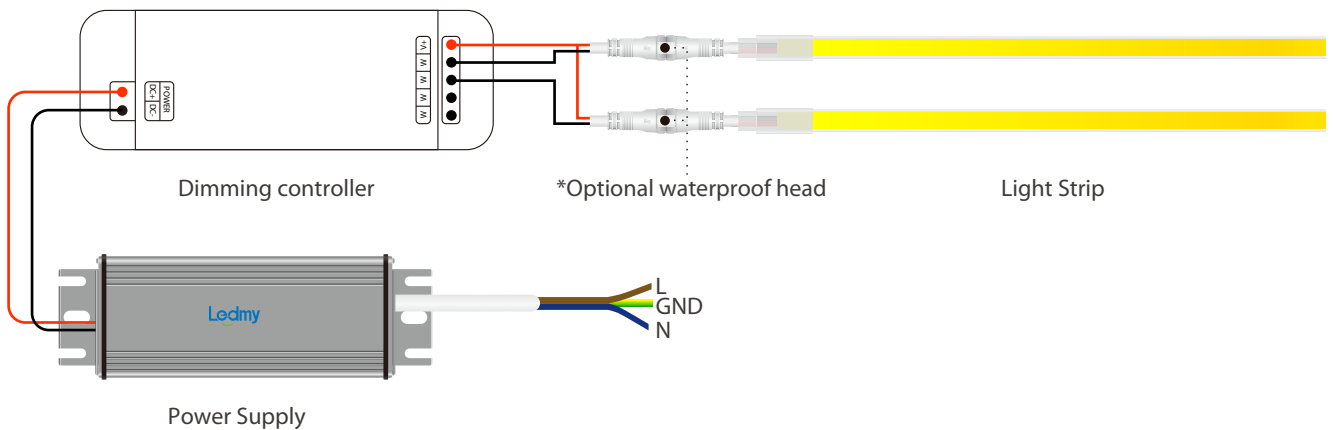 V+
W
W
W
W
POWER
DC+ DC-
Dimming controller
*Optional waterproof head
Light Strip
Ledmy
L
GND
N
Power Supply